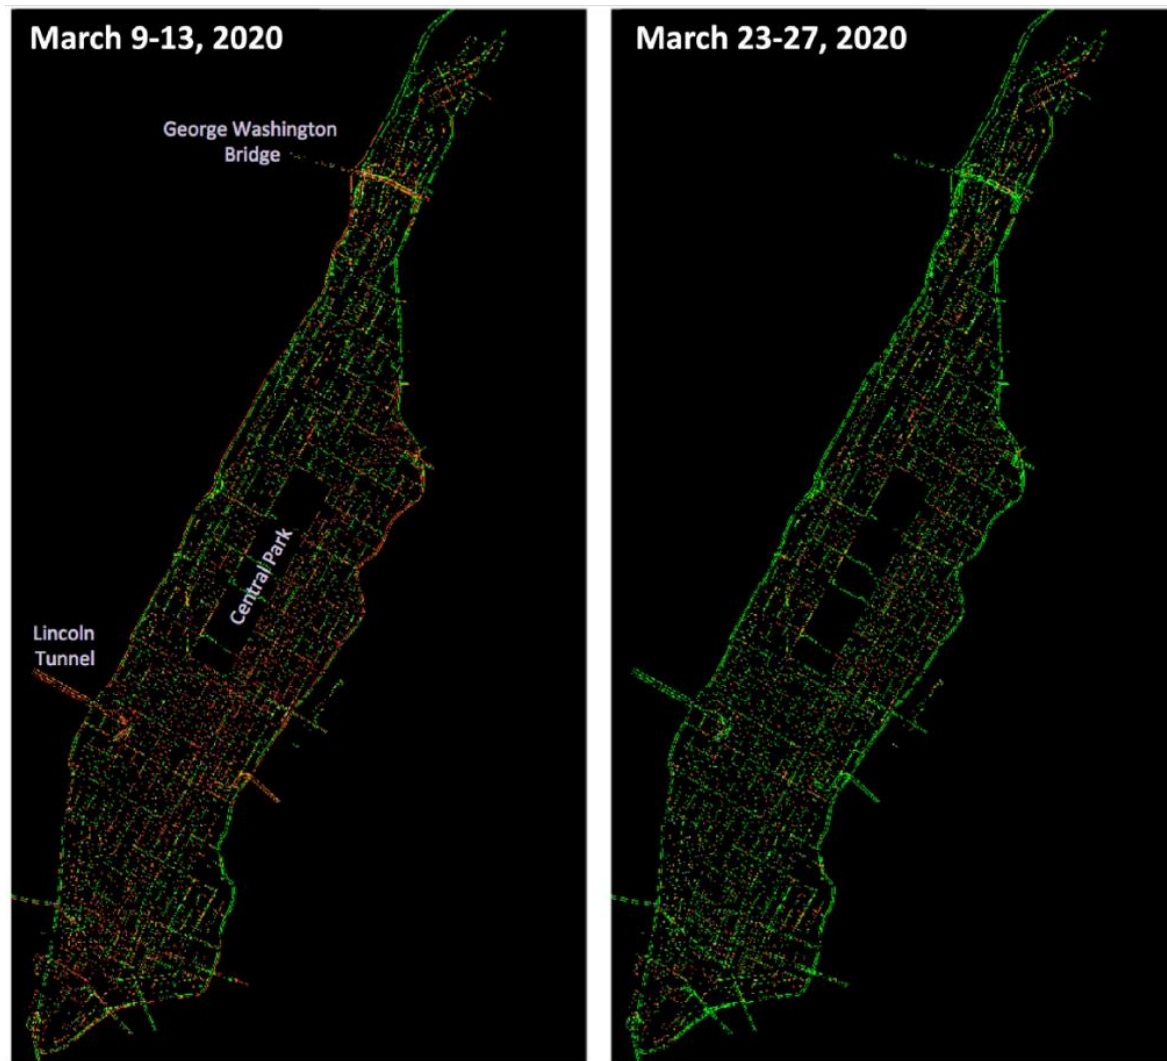 March 9-13, 2020
George Washington
Bridge
Central Park
Lincoln
Tunnel
March 23-27, 2020